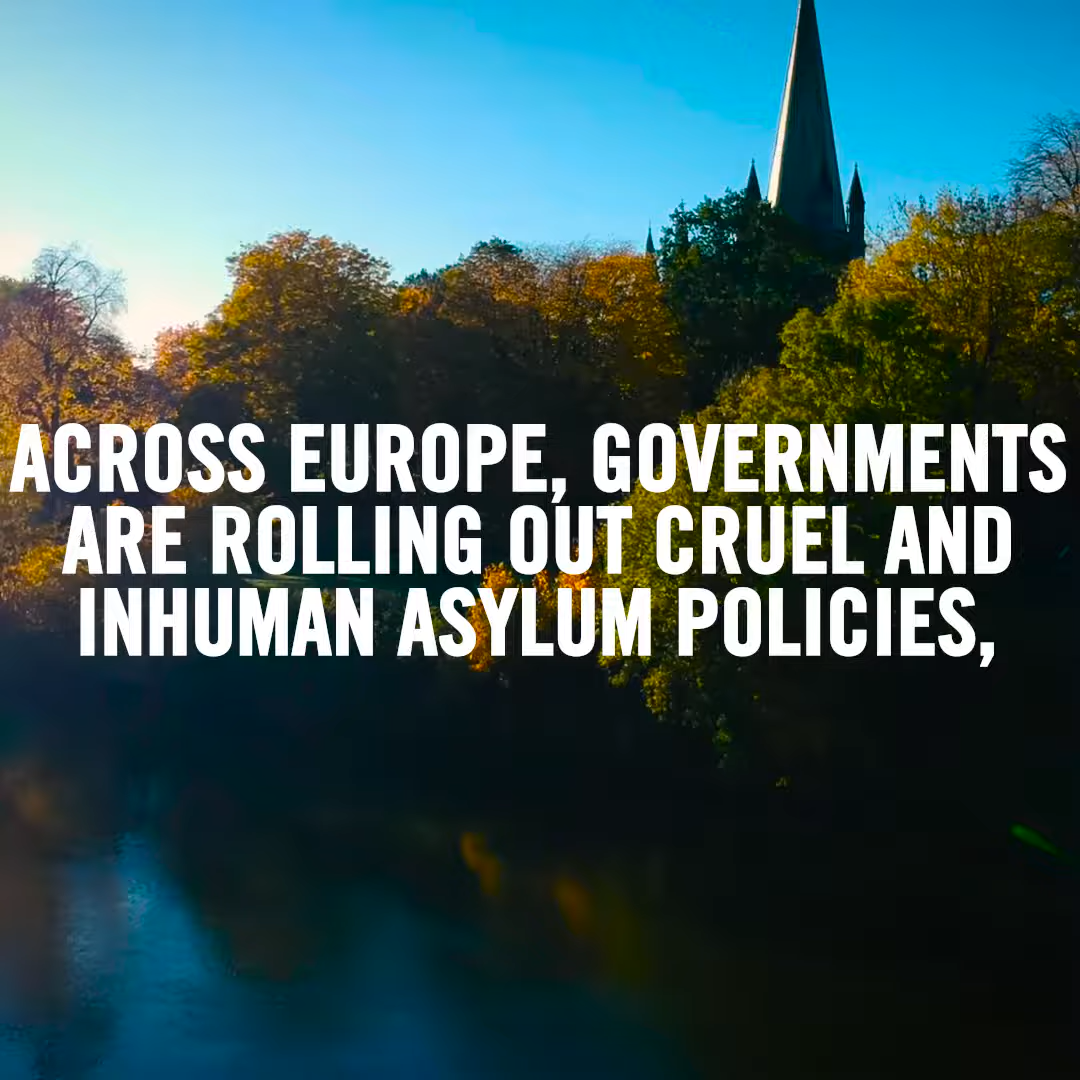 ACROSS EUROPE, GOVERNMENTS
ARE ROLLING OUT CRUEL AND
INHUMAN ASYLUM POLICIES,